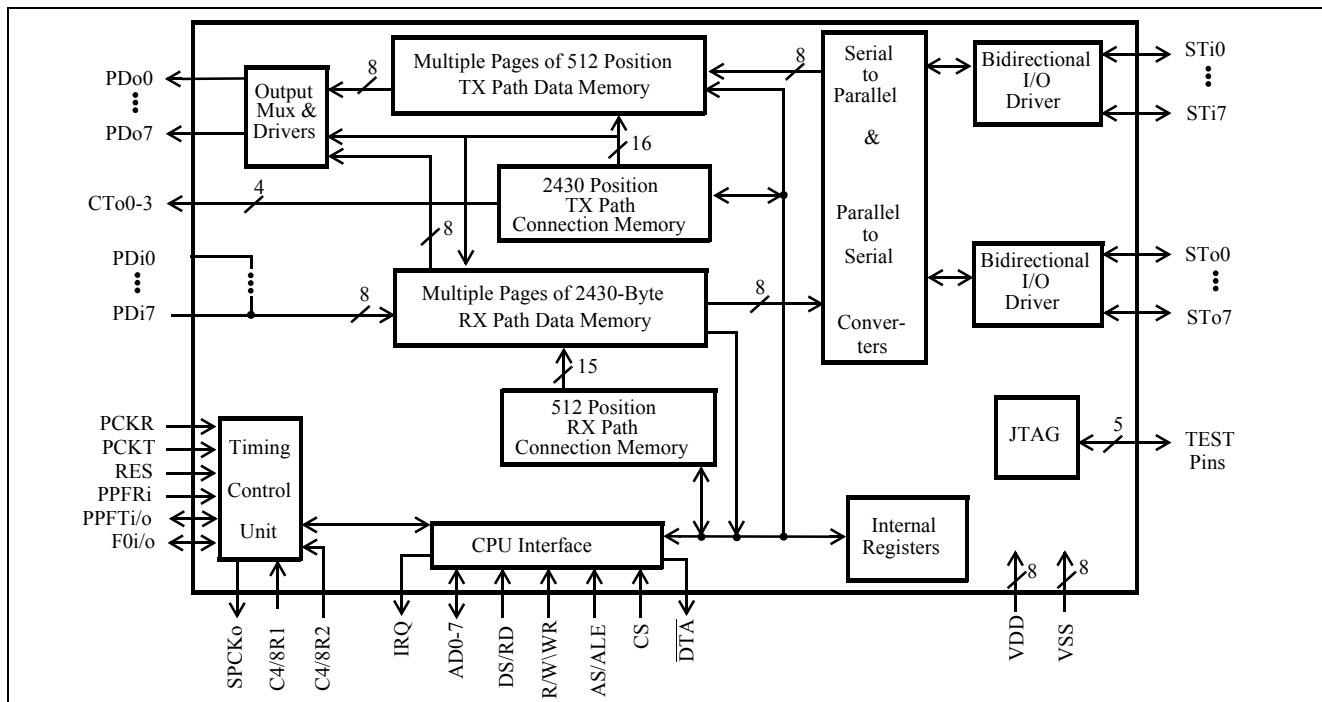 PDo0
PDo7
CTo0-3
PDi0
PDi7
PCKR
PCKT
RES
PPFRi
PPFTi/o
F0i/o
Output
Mux &
Drivers
8
Multiple Pages of 512 Position
TX Path Data Memory
8
16
4
2430 Position
TX Path
Connection Memory
8
8
Multiple Pages of 2430-Byte
RX Path Data Memory
8
15
512 Position
RX Path
Connection Memory
Serial
to
Parallel
&
Parallel
to
Serial
Conver-
ters
Bidirectional
I/O
Driver
STi0
STi7
Bidirectional
I/O
Driver
STo0
STo7
JTAG
5
TEST
Pins
Timing
Control
Unit
CPU Interface
Internal
Registers
8
8
SPCKo
C4/8R1
C4/8R2
IRQ
AD0-7
DS/RD
R/W\WR
AS/ALE
CS
DTA
VDD
VSS